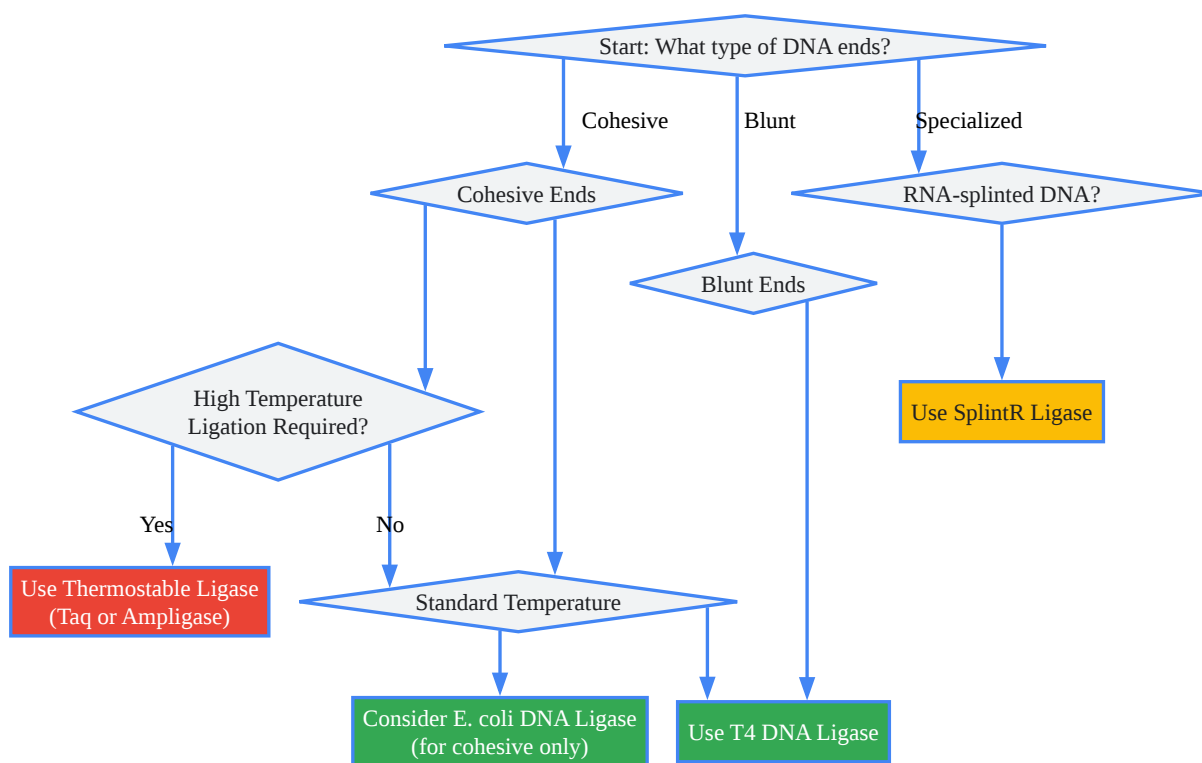 Start: What type of DNA ends?
Cohesive
Blunt
Specialized
Cohesive Ends
RNA-splinted DNA?
Blunt Ends
High Temperature
Ligation Required?
Use SplintR Ligase
Yes
No
Use Thermostable Ligase
(Taq or Ampligase)
Standard Temperature
Consider E. coli DNA Ligase
(for cohesive only)
Use T4 DNA Ligase